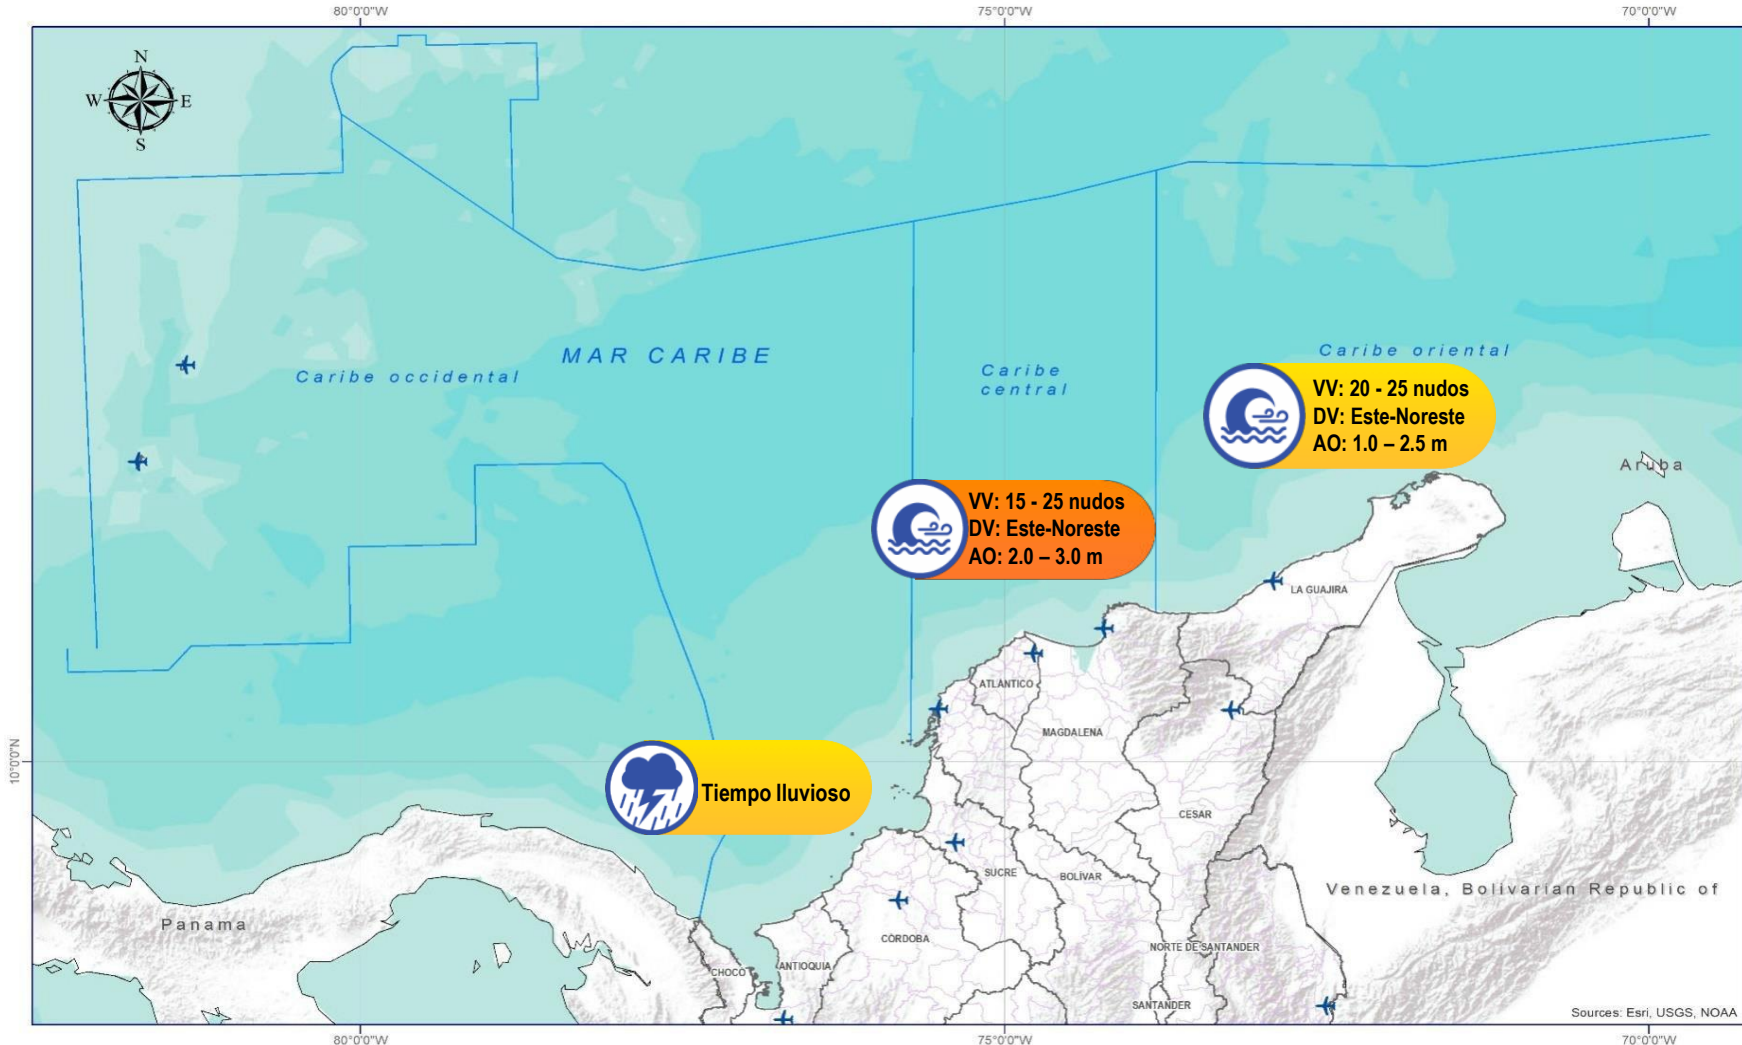 80°0'0"W
75°0'0"W
70°0'0"W
N
W
E
S
MAR CARIBE
Caribe occidental
Caribe
central
Caribe oriental
VV: 20 - 25 nudos
DV: Este-Noreste
AO: 1.0 – 2.5 m
Aruba
VV: 15 - 25 nudos
DV: Este-Noreste
AO: 2.0 – 3.0 m
LA GUAJIRA
ATLÁNTICO
MAGDALENA
10°0'0"N
Tiempo lluvioso
CESAR
SUCRE
BOLÍVAR
Venezuela, Bolivarian Republic of
Panama
CÓRDOBA
NORTE DE SANTANDER
CHOCÓ
ANTIOQUIA
SANTANDER
Sources: Esri, USGS, NOAA
80°0'0"W
75°0'0"W
70°0'0"W